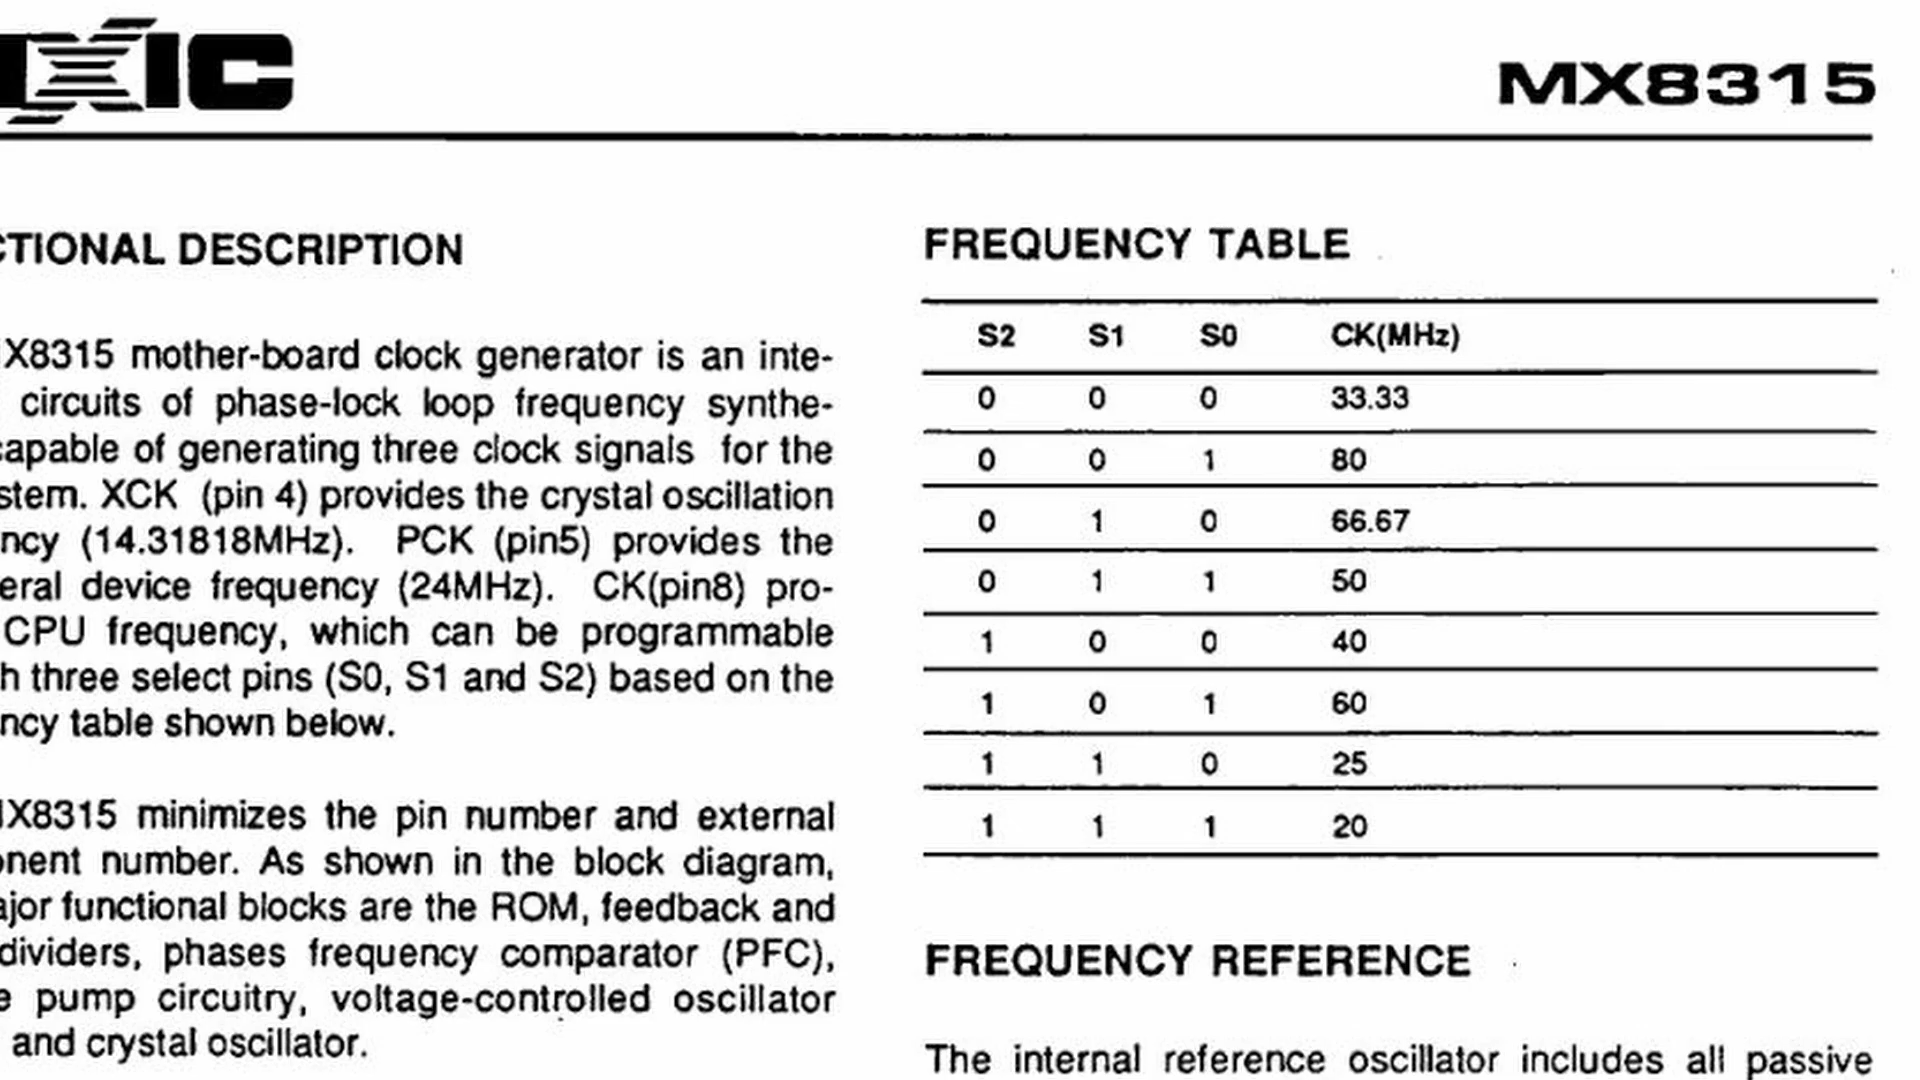 XIC
MX8315
CTIONAL DESCRIPTION
X8315 mother-board clock generator is an inte-
circuits of phase-lock loop frequency synthe-
capable of generating three clock signals for the
stem. XCK (pin 4) provides the crystal oscillation
ncy (14.31818MHz). PCK (pin5) provides the
eral device frequency (24MHz). CK(pin8) pro-
CPU frequency, which can be programmable
h three select pins (S0, S1 and S2) based on the
ncy table shown below.
X8315 minimizes the pin number and external
onent number. As shown in the block diagram,
ajor functional blocks are the ROM, feedback and
dividers, phases frequency comparator (PFC),
e pump circuitry, voltage-controlled oscillator
and crystal oscillator.
FREQUENCY TABLE
S2 S1 S0 CK(MHz)
0 0 0 33.33
0 0 1 80
0 1 0 66.67
0 1 1 50
1 0 0 40
1 0 1 60
1 1 0 25
1 1 1 20
FREQUENCY REFERENCE
The internal reference oscillator includes all passive